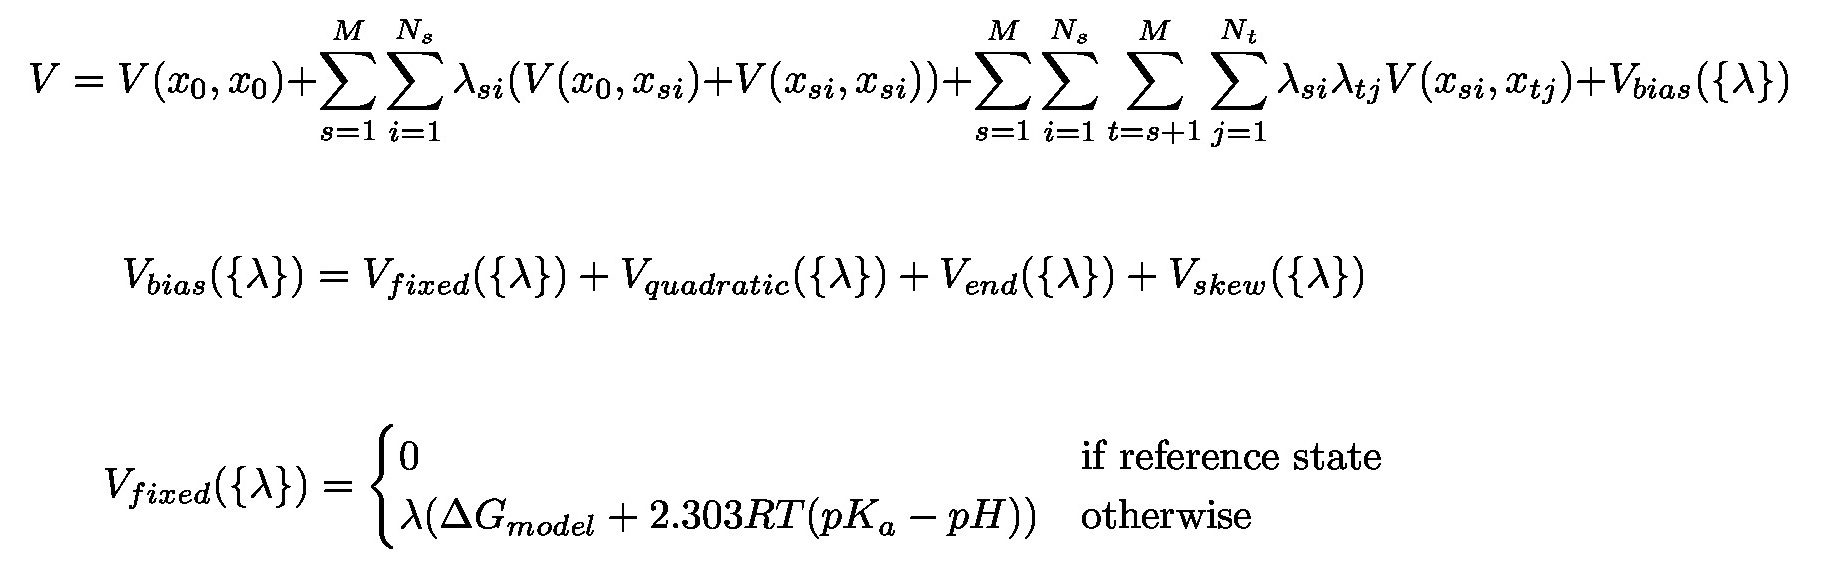 V = V(x_0, x_0) + \sum_{s=1}^{M} \sum_{i=1}^{N_s} \lambda_{si}(V(x_0, x_{si}) + V(x_{si}, x_{si})) + \sum_{s=1}^{M} \sum_{i=1}^{N_s} \sum_{t=s+1}^{M} \sum_{j=1}^{N_t} \lambda_{si}\lambda_{tj}V(x_{si}, x_{tj}) + V_{bias}(\{\lambda\})
V_{bias}(\{\lambda\}) = V_{fixed}(\{\lambda\}) + V_{quadratic}(\{\lambda\}) + V_{end}(\{\lambda\}) + V_{skew}(\{\lambda\})
V_{fixed}(\{\lambda\}) = \begin{cases} 0 & \text{if reference state} \\ \lambda(\Delta G_{model} + 2.303RT(pK_a - pH)) & \text{otherwise} \end{cases}